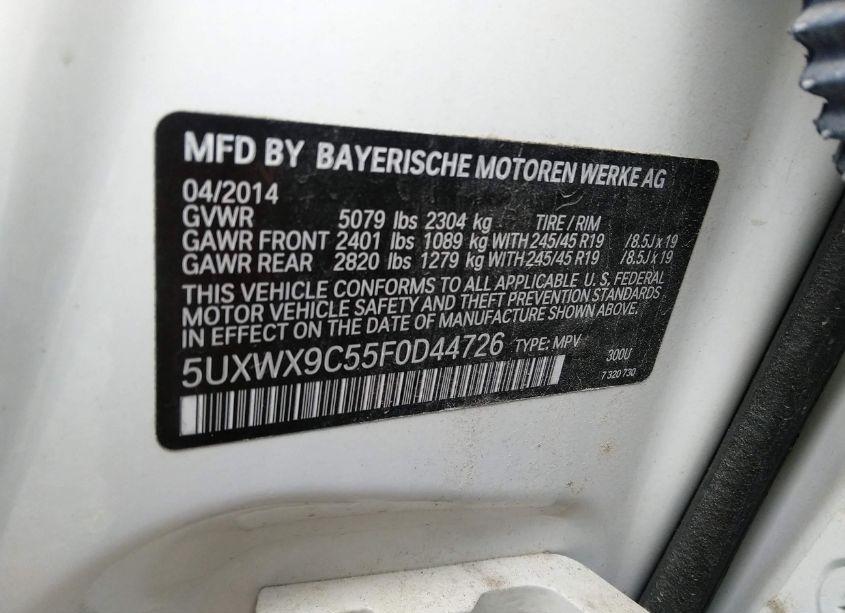 MFD BY BAYERISCHE MOTOREN WERKE AG
04/2014
GVWR 5079 lbs 2304 kg TIRE / RIM
GAWR FRONT 2401 lbs 1089 kg WITH 245/45 R19 /8.5J x 19
GAWR REAR 2820 lbs 1279 kg WITH 245/45 R19 /8.5J x 19
THIS VEHICLE CONFORMS TO ALL APPLICABLE U. S. FEDERAL
MOTOR VEHICLE SAFETY AND THEFT PREVENTION STANDARDS
IN EFFECT ON THE DATE OF MANUFACTURE SHOWN ABOVE.
5UXWX9C55F0D44726 TYPE: MPV
300U
7 320 730